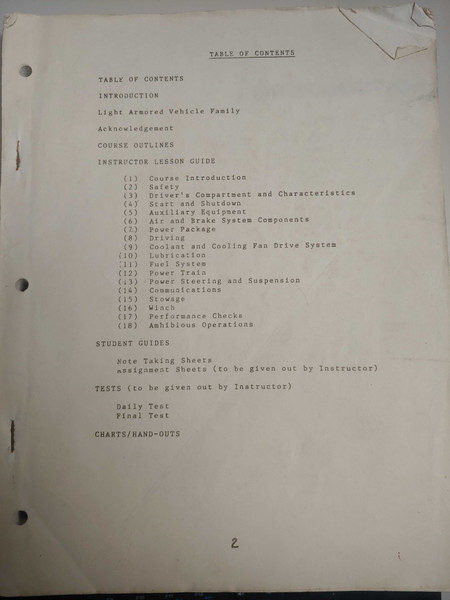 TABLE OF CONTENTS
TABLE OF CONTENTS
INTRODUCTION
Light Armored Vehicle Family
Acknowledgement
COURSE OUTLINES
INSTRUCTOR LESSON GUIDE
(1) Course Introduction
(2) Safety
(3) Driver's Compartment and Characteristics
(4) Start and Shutdown
(5) Auxiliary Equipment
(6) Air and Brake System Components
(7) Power Package
(8) Driving
(9) Coolant and Cooling Fan Drive System
(10) Lubrication
(11) Fuel System
(12) Power Train
(13) Power Steering and Suspension
(14) Communications
(15) Stowage
(16) Winch
(17) Performance Checks
(18) Ambibious Operations
STUDENT GUIDES
Note Taking Sheets
Assignment Sheets (to be given out by Instructor)
TESTS (to be given out by Instructor)
Daily Test
Final Test
CHARTS/HAND-OUTS
2